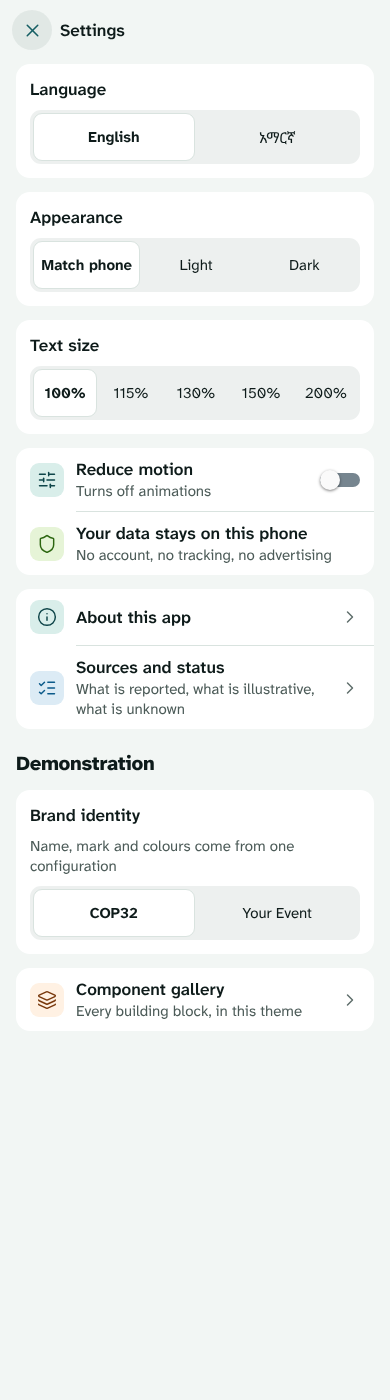 Settings
Language
English
አማርኛ
Appearance
Match phone
Light
Dark
Text size
100%
115%
130%
150%
200%
Reduce motion
Turns off animations
Your data stays on this phone
No account, no tracking, no advertising
About this app
Sources and status
What is reported, what is illustrative,
what is unknown
Demonstration
Brand identity
Name, mark and colours come from one
configuration
COP32
Your Event
Component gallery
Every building block, in this theme